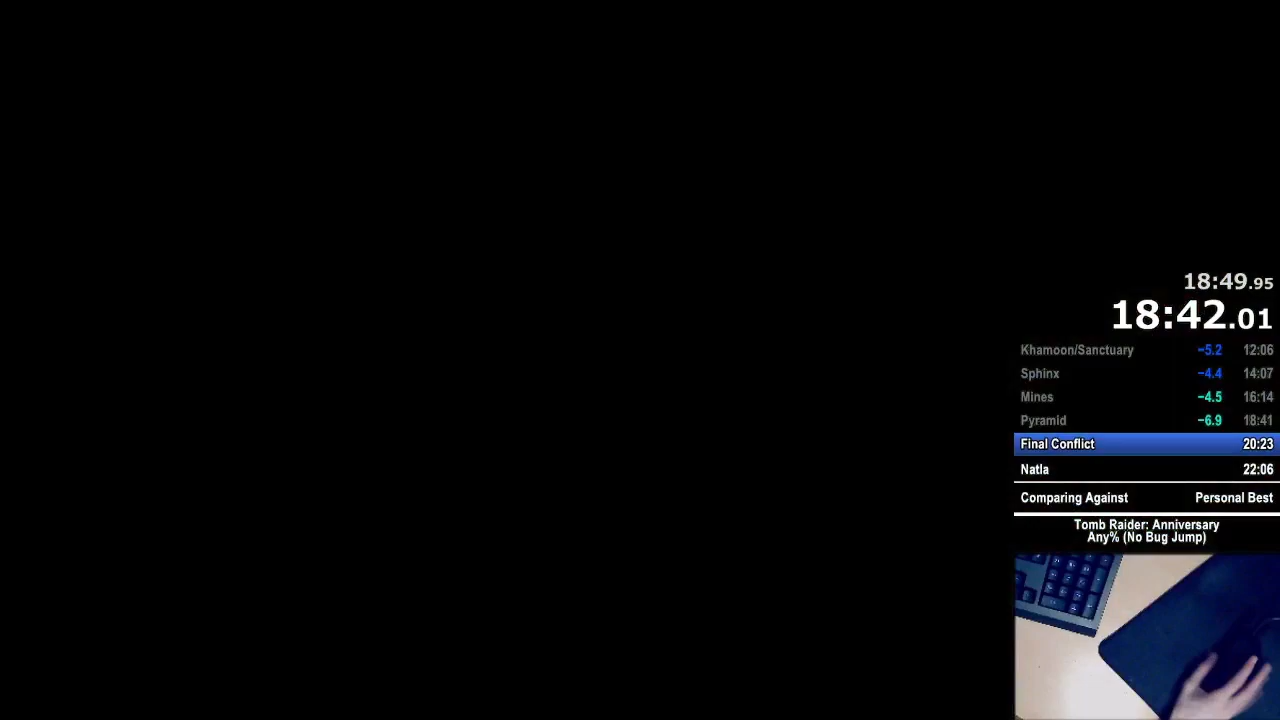 18:49.95
18:42.01
Khamoon/Sanctuary −5.2 12:06
Sphinx −4.4 14:07
Mines −4.5 16:14
Pyramid −6.9 18:41
Final Conflict 20:23
Natla 22:06
Comparing Against Personal Best
Tomb Raider: Anniversary
Any% (No Bug Jump)